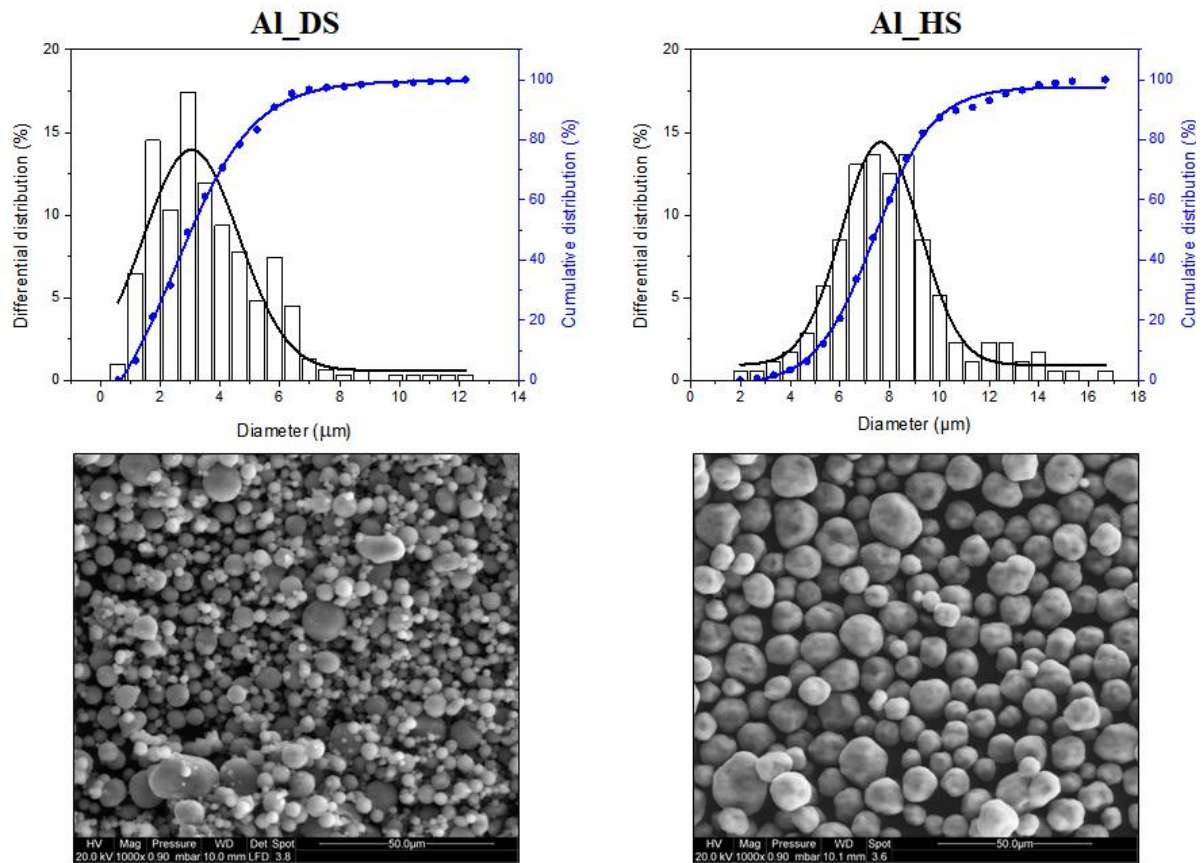 Al_DS
Al_HS
20
15
10
5
0
Differential distribution (%)
100
80
60
40
20
0
Cumulative distribution (%)
0 2 4 6 8 10 12 14
Diameter (μm)
20
15
10
5
0
Differential distribution (%)
100
80
60
40
20
0
Cumulative distribution (%)
0 2 4 6 8 10 12 14 16 18
Diameter (µm)
HV Mag Pressure WD Det Spot 50.0µm
20.0 kV 1000x 0.90 mbar 10.0 mm LFD 3.8
HV Mag Pressure WD Spot 50.0µm
20.0 kV 1000x 0.90 mbar 10.1 mm 3.6